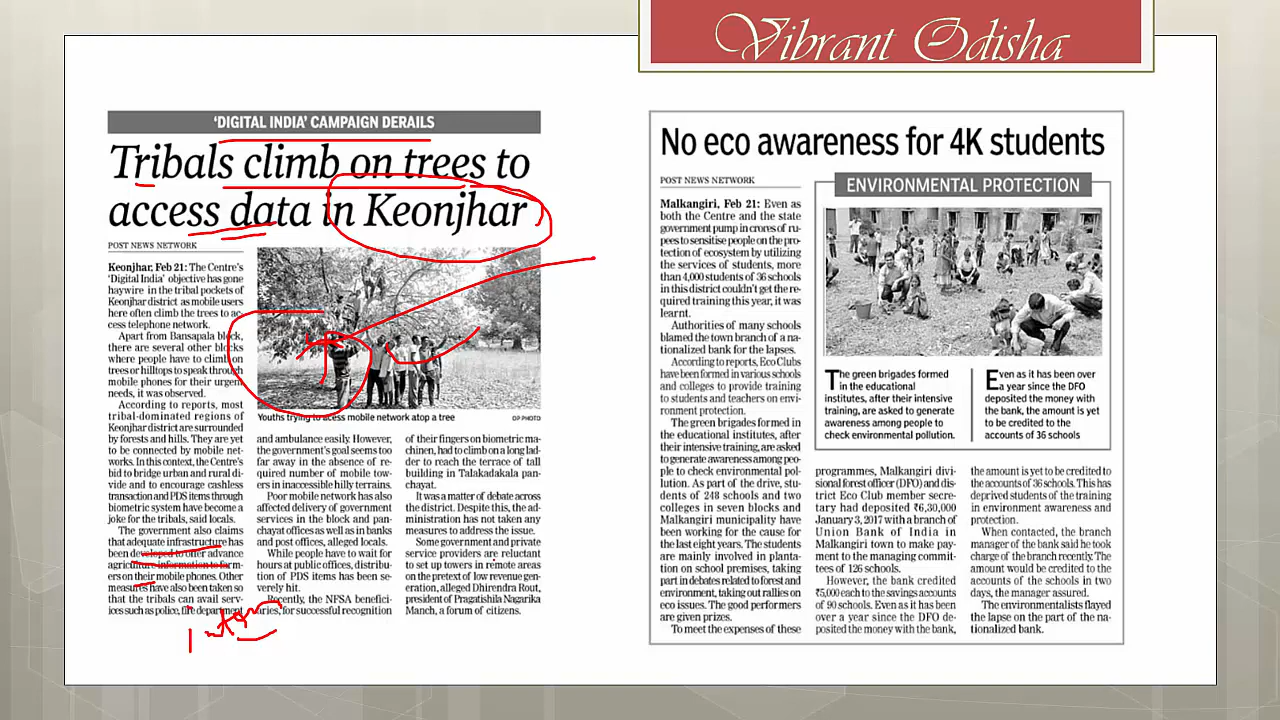 Vibrant Odisha
'DIGITAL INDIA' CAMPAIGN DERAILS
Tribals climb on trees to
access data in Keonjhar
POST NEWS NETWORK
Keonjhar, Feb 21: The Centre's
'Digital India' objective has gone
haywire in the tribal pockets of
Keonjhar district as mobile users
here often climb the trees to ac-
cess telephone network.
Apart from Bansapala block,
there are several other blocks
where people have to climb on
trees or hilltops to speak through
mobile phones for their urgent
needs, it was observed.
According to reports, most
tribal-dominated regions of
Keonjhar district are surrounded
by forests and hills. They are yet
to be connected by mobile net-
works. In this context, the Centre's
bid to bridge urban and rural di-
vide and to encourage cashless
transaction and PDS items through
biometric system have become a
joke for the tribals, said locals.
The government also claims
that adequate infrastructure has
been developed to offer advance
agriculture information to farm-
ers on their mobile phones. Other
measures have also been taken so
that the tribals can avail serv-
ices such as police, fire department
Youths trying to acess mobile network atop a tree
OP PHOTO
and ambulance easily. However,
the government's goal seems too
far away in the absence of re-
quired number of mobile tow-
ers in inaccessible hilly terrains.
Poor mobile network has also
affected delivery of government
services in the block and pan-
chayat offices as well as in banks
and post offices, alleged locals.
While people have to wait for
hours at public offices, distribu-
tion of PDS items has been se-
verely hit.
Recently, the NFSA benefici-
aries, for successful recognition
of their fingers on biometric ma-
chinen, had to climb on a long lad-
der to reach the terrace of tall
building in Talakadakala pan-
chayat.
It was a matter of debate across
the district. Despite this, the ad-
ministration has not taken any
measures to address the issue.
Some government and private
service providers are reluctant
to set up towers in remote areas
on the pretext of low revenue gen-
eration, alleged Dhirendra Rout,
president of Pragatishila Nagarika
Manch, a forum of citizens.
No eco awareness for 4K students
POST NEWS NETWORK
Malkangiri, Feb 21: Even as
both the Centre and the state
government pump in crores of ru-
pees to sensitise people on the pro-
tection of ecosystem by utilizing
the services of students, more
than 4,000 students of 36 schools
in this district couldn't get the re-
quired training this year, it was
learnt.
Authorities of many schools
blamed the town branch of a na-
tionalized bank for the lapses.
According to reports, Eco Clubs
have been formed in various schools
and colleges to provide training
to students and teachers on envi-
ronment protection.
The green brigades formed in
the educational institutes, after
their intensive training, are asked
to generate awareness among peo-
ple to check environmental pol-
lution. As part of the drive, stu-
dents of 248 schools and two
colleges in seven blocks and
Malkangiri municipality have
been working for the cause for
the last eight years. The students
are mainly involved in planta-
tion on school premises, taking
part in debates related to forest and
environment, taking out rallies on
eco issues. The good performers
are given prizes.
To meet the expenses of these
ENVIRONMENTAL PROTECTION
The green brigades formed
in the educational
institutes, after their intensive
training, are asked to generate
awareness among people to
check environmental pollution.
Even as it has been over
a year since the DFO
deposited the money with
the bank, the amount is yet
to be credited to the
accounts of 36 schools
programmes, Malkangiri divi-
sional forest officer (DFO) and dis-
trict Eco Club member secre-
tary had deposited ₹6,30,000
January 3, 2017 with a branch of
Union Bank of India in
Malkangiri town to make pay-
ment to the managing commit-
tees of 126 schools.
However, the bank credited
₹5,000 each to the savings accounts
of 90 schools. Even as it has been
over a year since the DFO de-
posited the money with the bank,
the amount is yet to be credited to
the accounts of 36 schools. This has
deprived students of the training
in environment awareness and
protection.
When contacted, the branch
manager of the bank said he took
charge of the branch recently. The
amount would be credited to the
accounts of the schools in two
days, the manager assured.
The environmentalists flayed
the lapse on the part of the na-
tionalized bank.